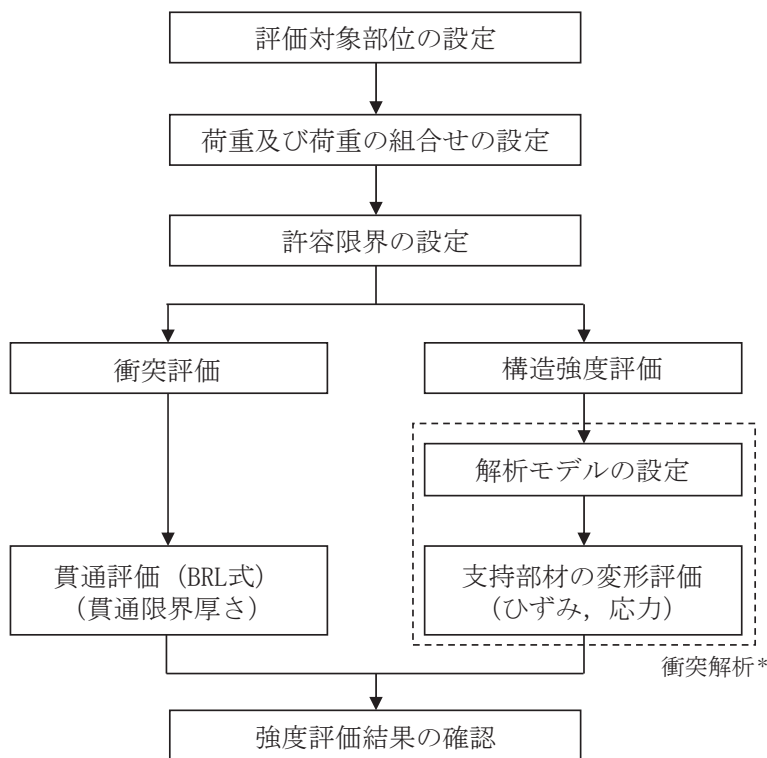 評価対象部位の設定
荷重及び荷重の組合せの設定
許容限界の設定
衝突評価
構造強度評価
解析モデルの設定
貫通評価（BRL式）
（貫通限界厚さ）
支持部材の変形評価
（ひずみ，応力）
衝突解析*
強度評価結果の確認